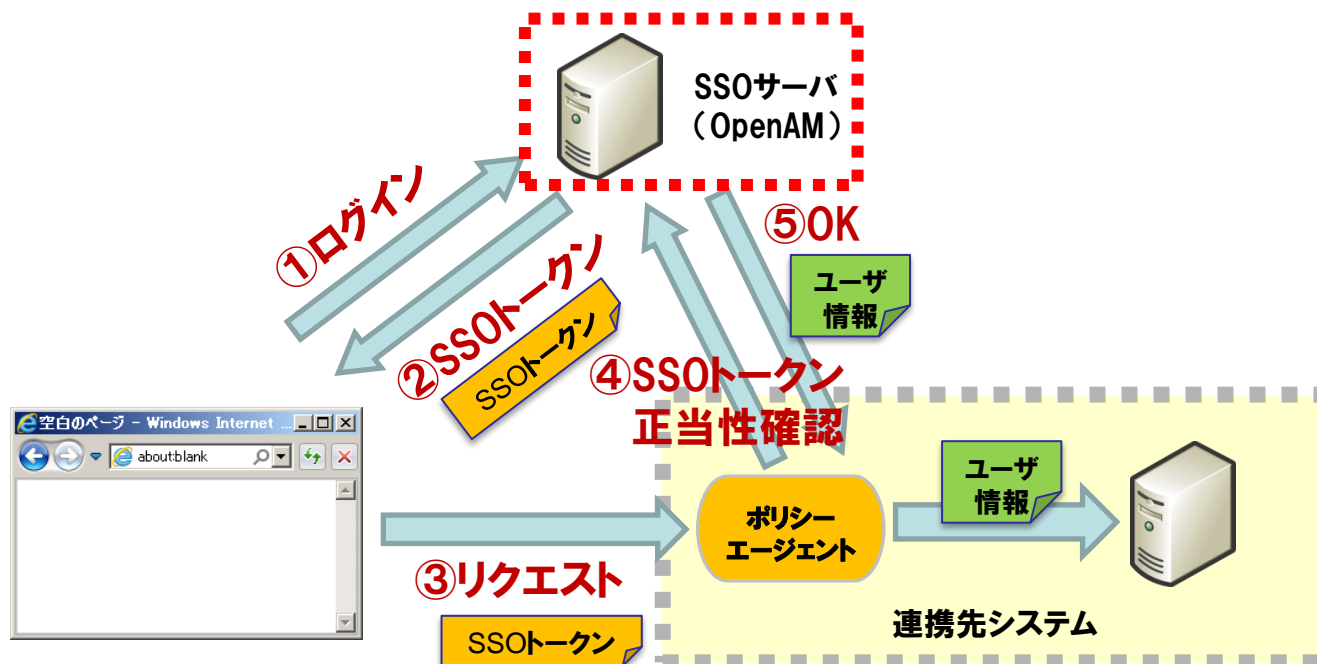 SSOサーバ
（OpenAM）
①ログイン
②SSOトークン
SSOトークン
⑤OK
ユーザ
情報
④SSOトークン
正当性確認
空白のページ - Windows Internet ...
about:blank
③リクエスト
SSOトークン
ポリシー
エージェント
ユーザ
情報
連携先システム